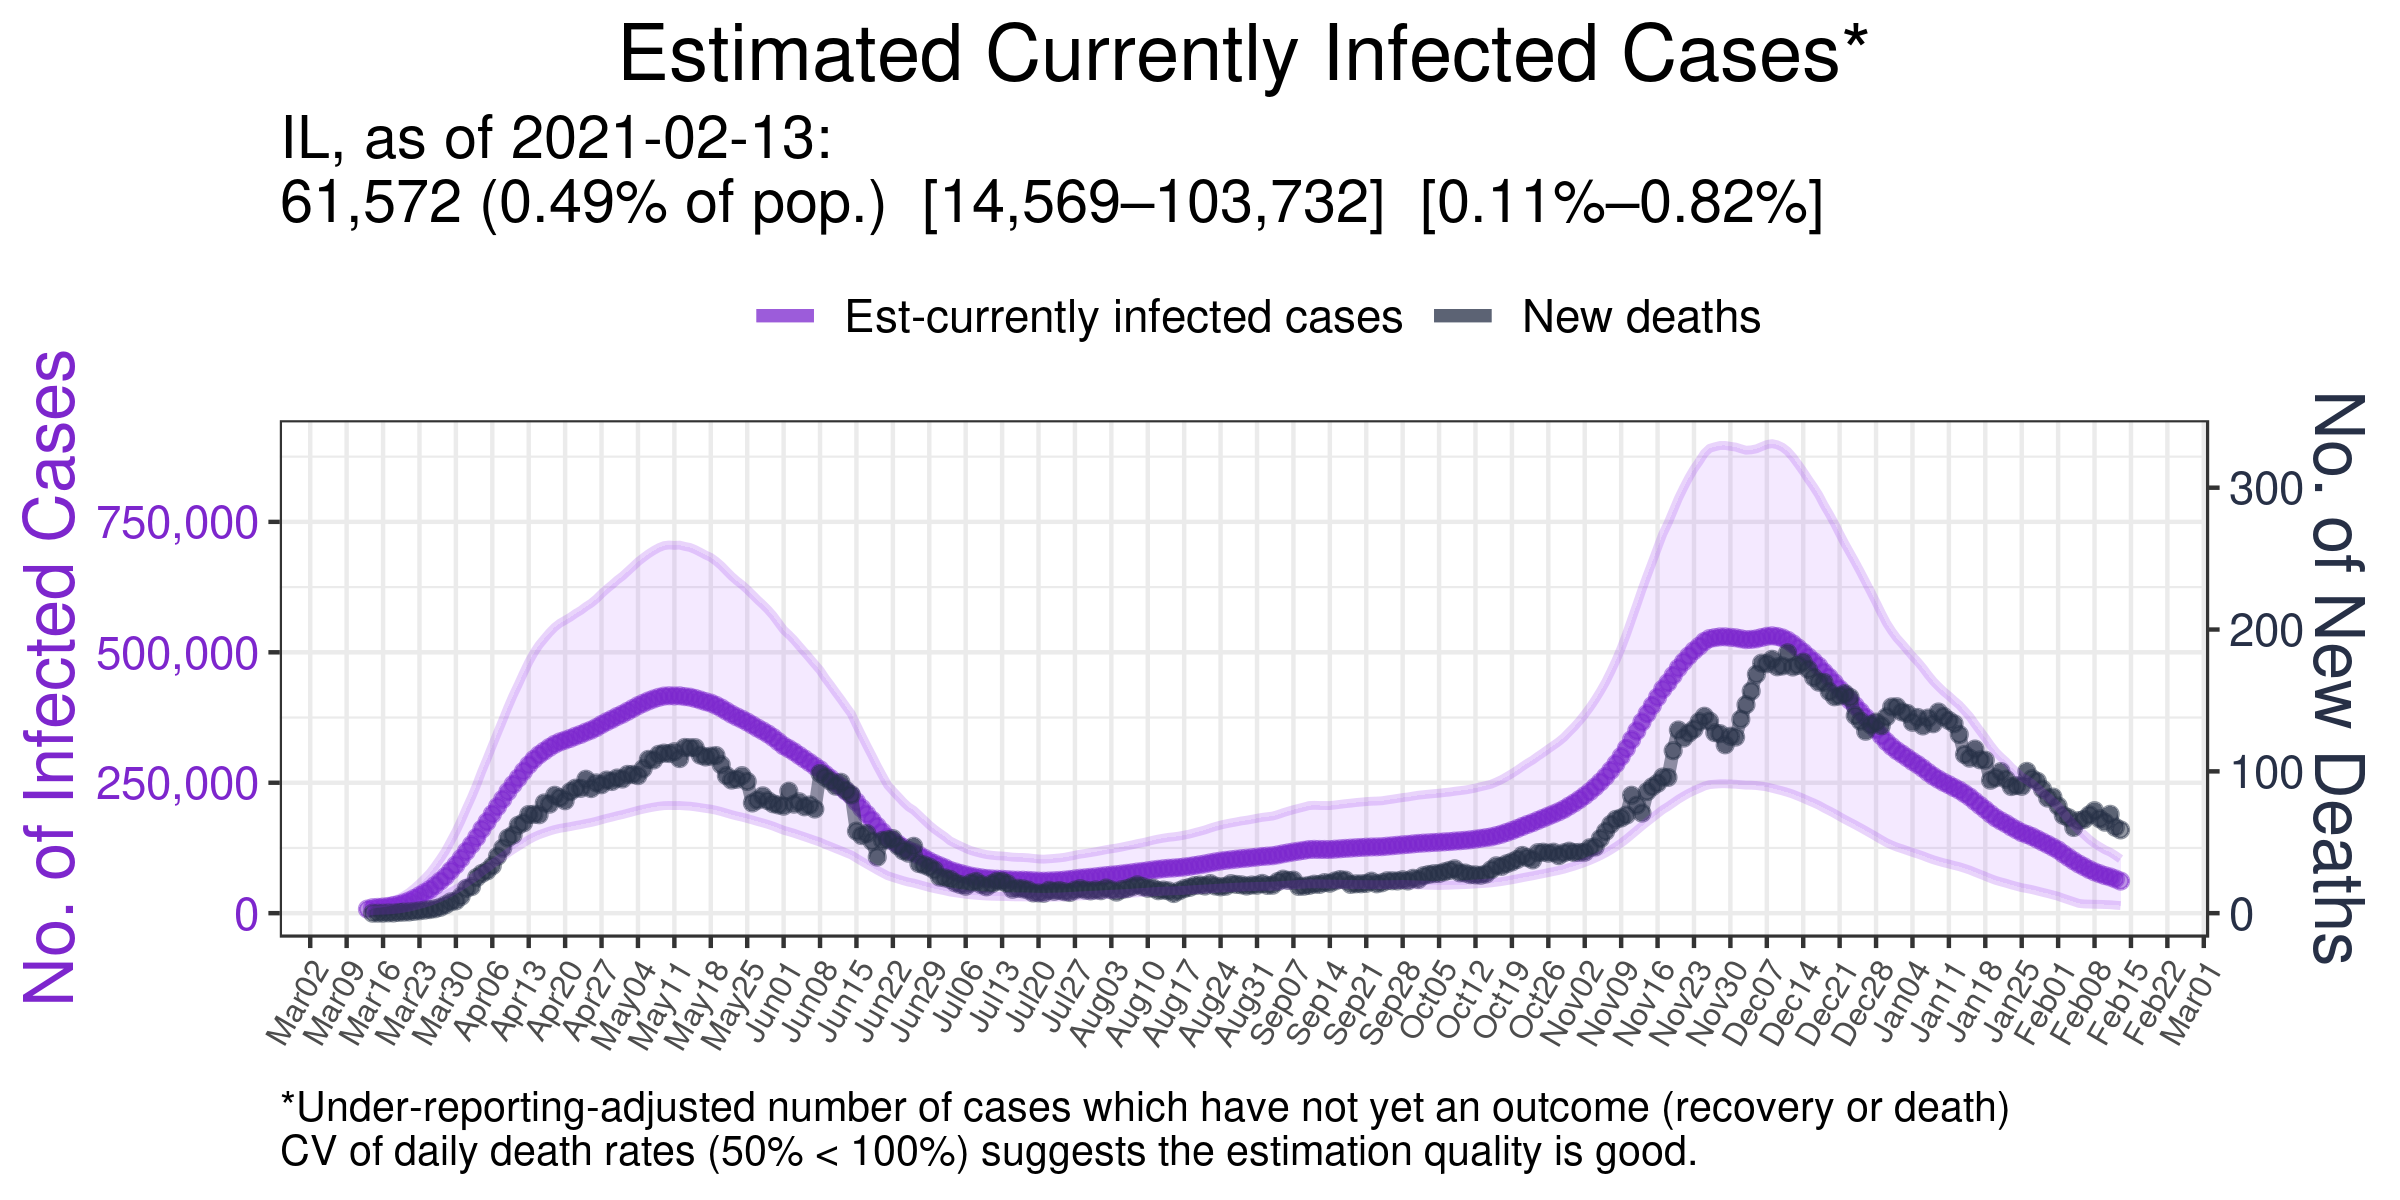 Estimated Currently Infected Cases*
IL, as of 2021-02-13:
61,572 (0.49% of pop.) [14,569–103,732] [0.11%–0.82%]
Est-currently infected cases New deaths
No. of Infected Cases
750,000
500,000
250,000
0
300
200
100
0
No. of New Deaths
Mar02 Mar09 Mar16 Mar23 Mar30 Apr06 Apr13 Apr20 Apr27 May04 May11 May18 May25 Jun01 Jun08 Jun15 Jun22 Jun29 Jul06 Jul13 Jul20 Jul27 Aug03 Aug10 Aug17 Aug24 Aug31 Sep07 Sep14 Sep21 Sep28 Oct05 Oct12 Oct19 Oct26 Nov02 Nov09 Nov16 Nov23 Nov30 Dec07 Dec14 Dec21 Dec28 Jan04 Jan11 Jan18 Jan25 Feb01 Feb08 Feb15 Feb22 Mar01
*Under-reporting-adjusted number of cases which have not yet an outcome (recovery or death)
CV of daily death rates (50% < 100%) suggests the estimation quality is good.